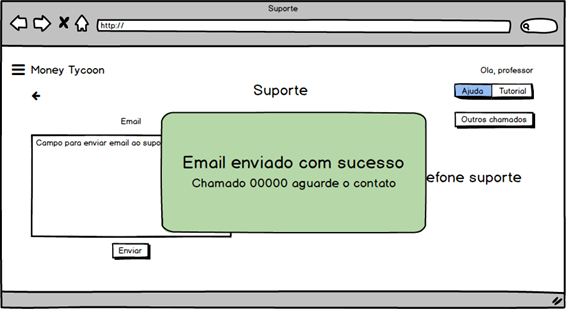 Suporte
http://
Money Tycoon
Ola, professor
Suporte
Ajuda Tutorial
Email
Outros chamados
Campo para enviar email ao supo
Email enviado com sucesso
Chamado 00000 aguarde o contato
efone suporte
Enviar